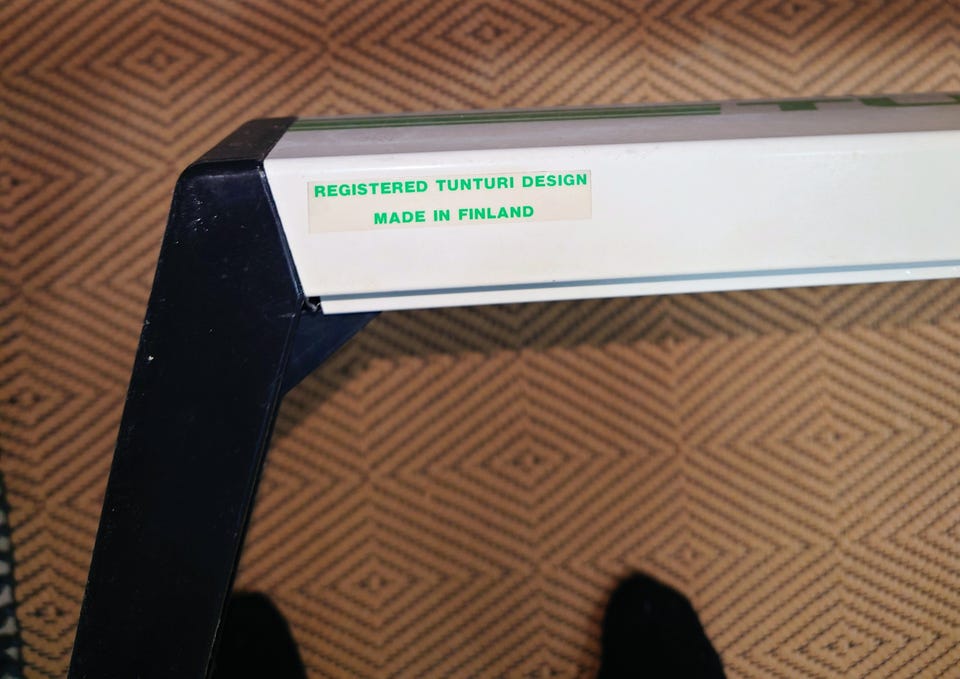 REGISTERED TUNTURI DESIGN
MADE IN FINLAND